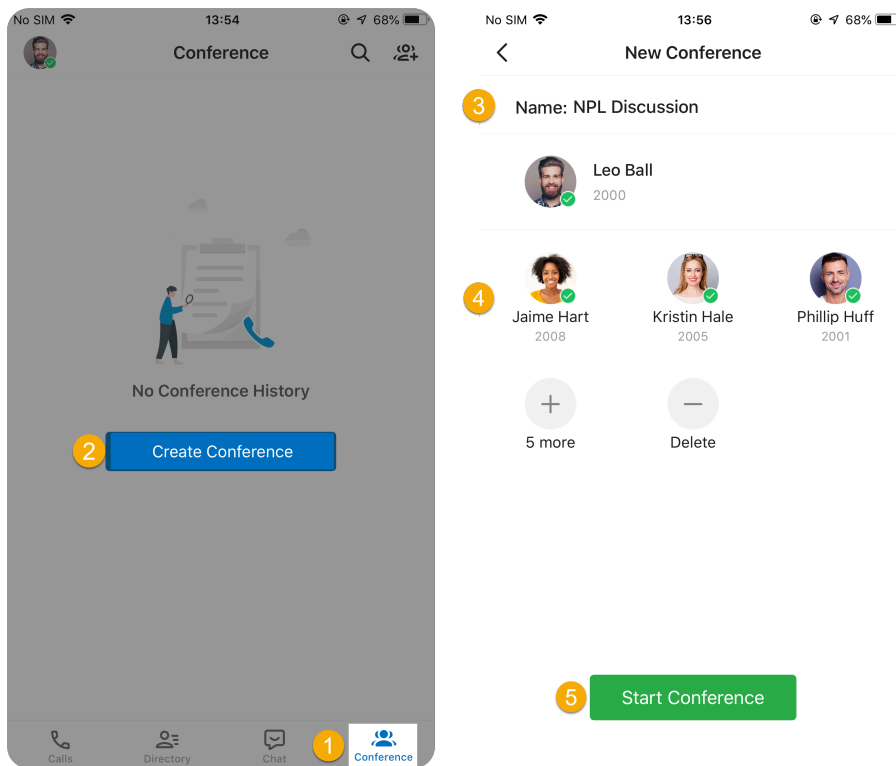 No SIM 13:54 68%
Conference
No Conference History
2 Create Conference
Calls Directory Chat 1 Conference
No SIM 13:56 68%
New Conference
3 Name: NPL Discussion
Leo Ball
2000
4
Jaime Hart Kristin Hale Phillip Huff
2008 2005 2001
5 more Delete
5 Start Conference